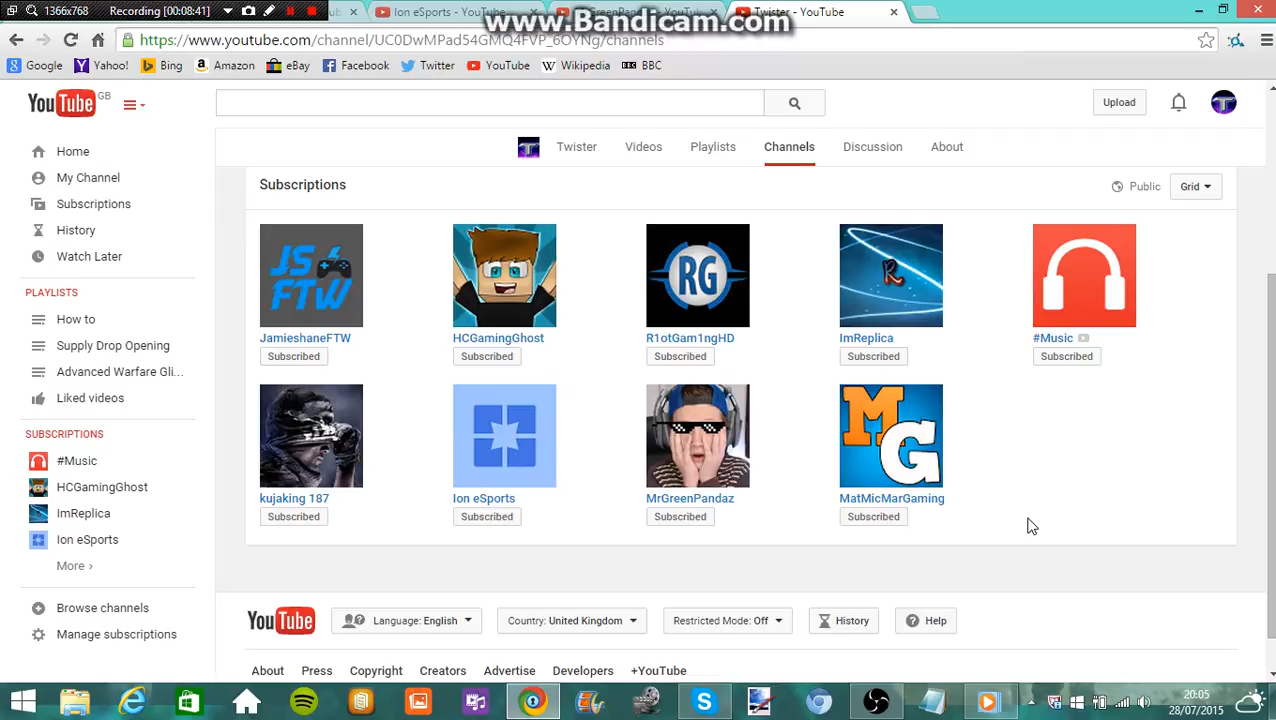 1366x768 Recording [00:08:41]
Ion eSports - YouTube
Twister - YouTube
www.Bandicam.com
https://www.youtube.com/channel/UC0DwMPad54GMQ4FVP_6OYNg/channels
Google Yahoo! Bing Amazon eBay Facebook Twitter YouTube Wikipedia BBC
YouTube GB
Upload
Twister Videos Playlists Channels Discussion About
Home
My Channel
Subscriptions
History
Watch Later
PLAYLISTS
How to
Supply Drop Opening
Advanced Warfare Gli...
Liked videos
SUBSCRIPTIONS
#Music
HCGamingGhost
ImReplica
Ion eSports
More ›
Browse channels
Manage subscriptions
Subscriptions
Public Grid
JS FTW
RG
R
JamieshaneFTW HCGamingGhost R1otGam1ngHD ImReplica #Music
Subscribed Subscribed Subscribed Subscribed Subscribed
MG
kujaking 187 Ion eSports MrGreenPandaz MatMicMarGaming
Subscribed Subscribed Subscribed Subscribed
YouTube Language: English Country: United Kingdom Restricted Mode: Off History Help
About Press Copyright Creators Advertise Developers +YouTube
20:05
28/07/2015